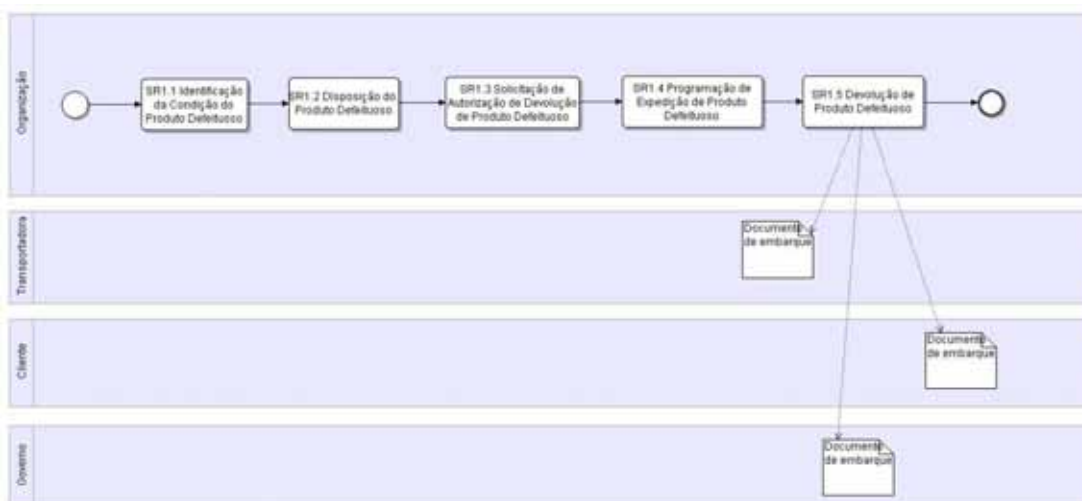 Organização
SR1.1 Identificação
da Condição do
Produto Defeituoso
SR1.2 Disposição do
Produto Defeituoso
SR1.3 Solicitação de
Autorização de Devolução
de Produto Defeituoso
SR1.4 Programação de
Expedição de Produto
Defeituoso
SR1.5 Devolução de
Produto Defeituoso
Transportadora
Documento
de embarque
Cliente
Documento
de embarque
Governo
Documento
de embarque